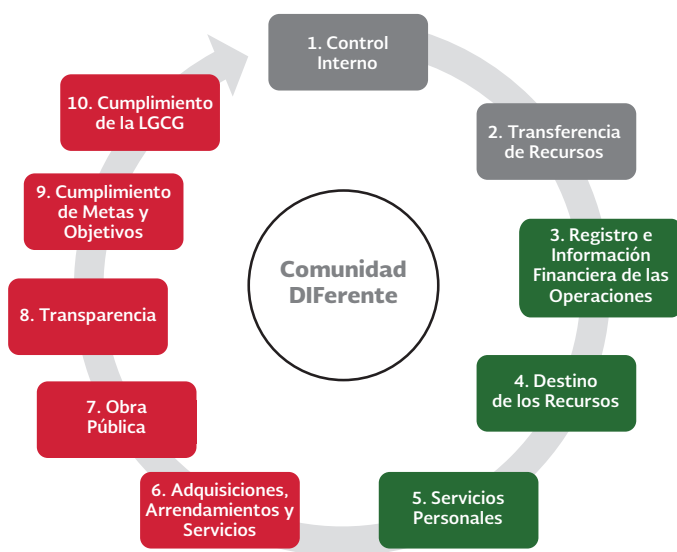 1. Control
Interno
2. Transferencia
de Recursos
3. Registro e
Información
Financiera de las
Operaciones
4. Destino
de los Recursos
5. Servicios
Personales
6. Adquisiciones,
Arrendamientos y
Servicios
7. Obra
Pública
8. Transparencia
9. Cumplimiento
de Metas y
Objetivos
10. Cumplimiento
de la LGCG
Comunidad
DIFerente